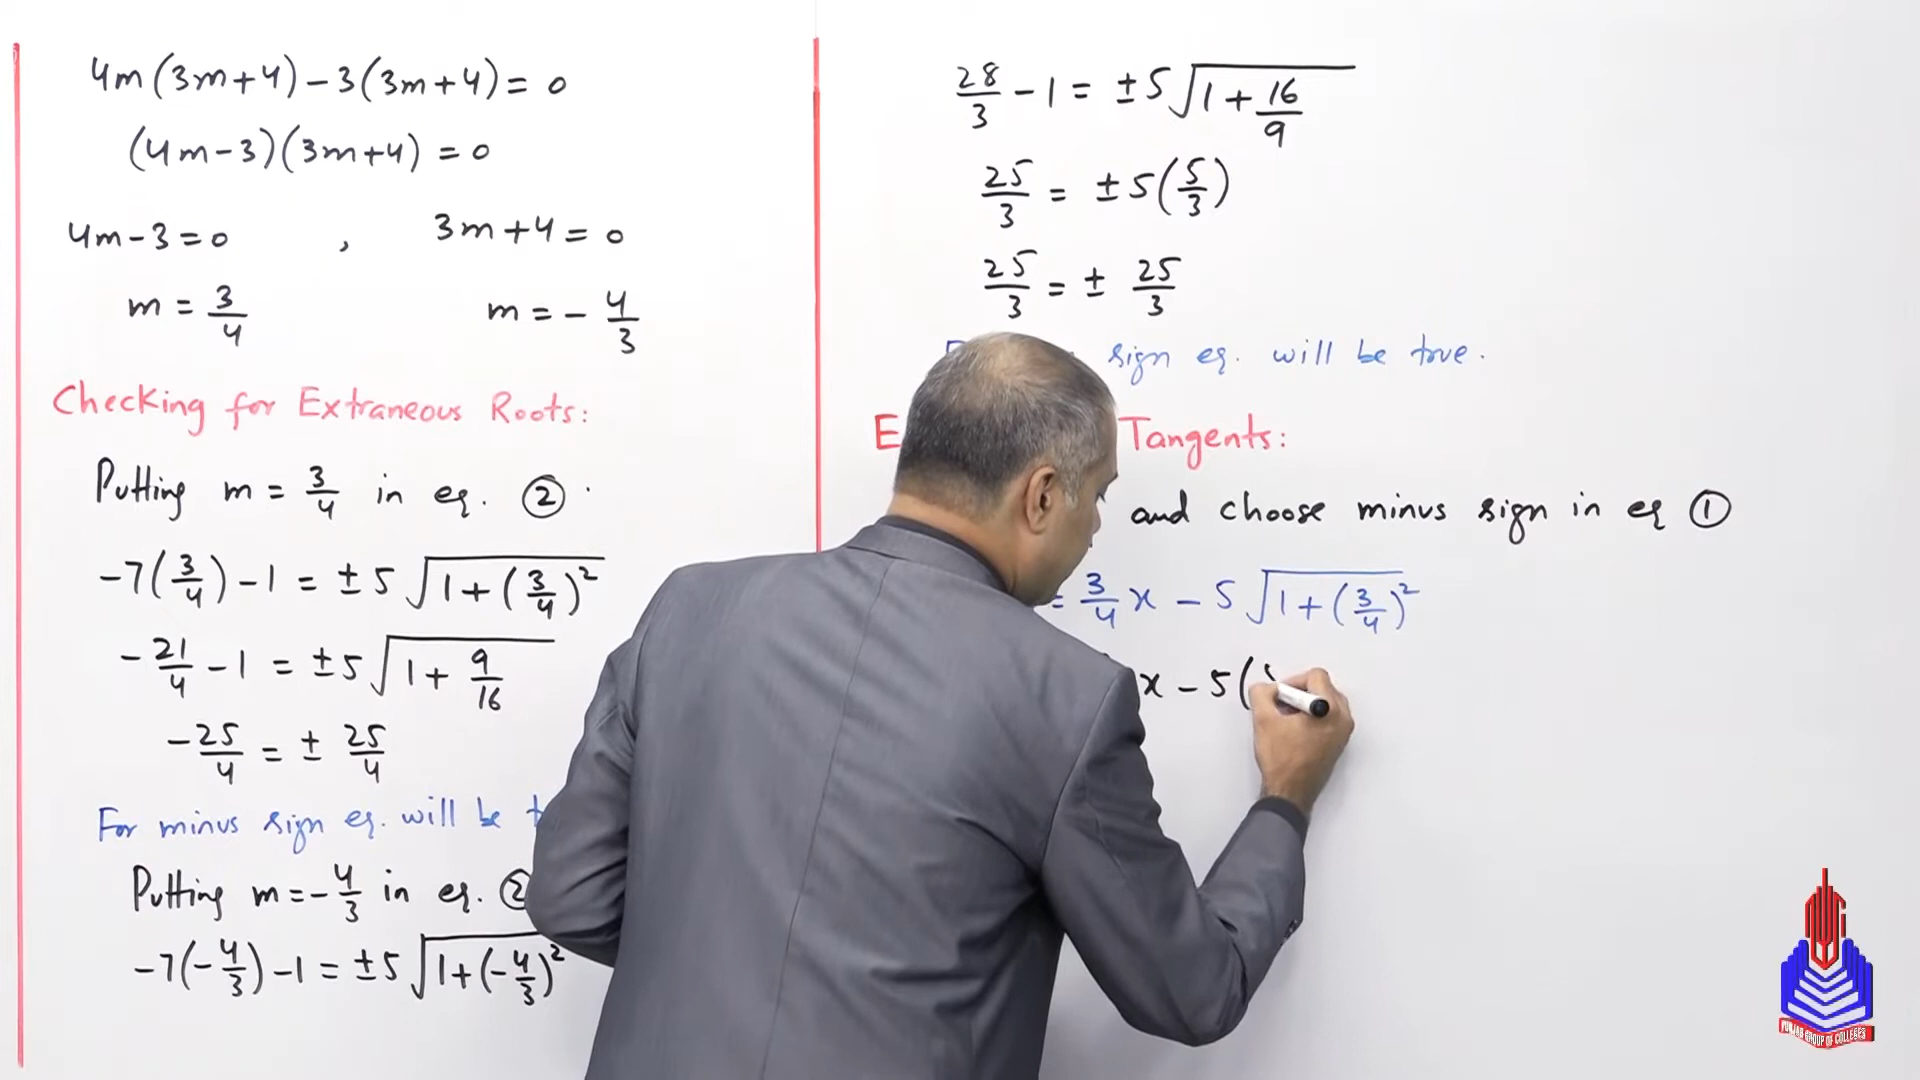 4m(3m+4)-3(3m+4)=0
(4m-3)(3m+4)=0
4m-3=0 , 3m+4=0
m=3/4 m=-4/3
Checking for Extraneous Roots:
Putting m=3/4 in eq. ②.
-7(3/4)-1=±5√(1+(3/4)²)
-21/4-1=±5√(1+9/16)
-25/4=±25/4
For minus sign eq. will be
Putting m=-4/3 in eq. ②
-7(-4/3)-1=±5√(1+(-4/3)²)
28/3-1=±5√(1+16/9)
25/3=±5(5/3)
25/3=±25/3
sign eq. will be true.
Tangents:
and choose minus sign in eq ①
=3/4x-5√(1+(3/4)²)
x-5(
PUNJAB GROUP OF COLLEGES